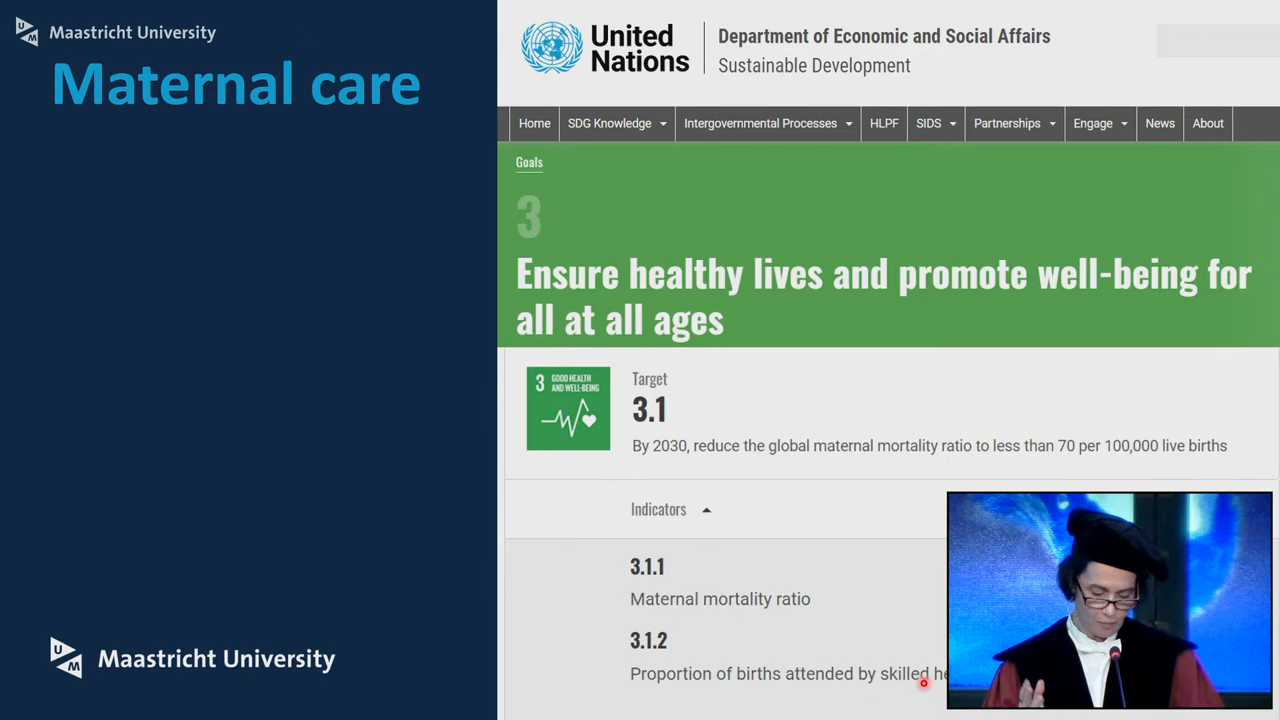 Maastricht University
Maternal care
United
Nations
Department of Economic and Social Affairs
Sustainable Development
Home SDG Knowledge Intergovernmental Processes HLPF SIDS Partnerships Engage News About
Goals
3
Ensure healthy lives and promote well-being for
all at all ages
3 GOOD HEALTH
AND WELL-BEING
Target
3.1
By 2030, reduce the global maternal mortality ratio to less than 70 per 100,000 live births
Indicators
3.1.1
Maternal mortality ratio
3.1.2
Proportion of births attended by skilled he
Maastricht University